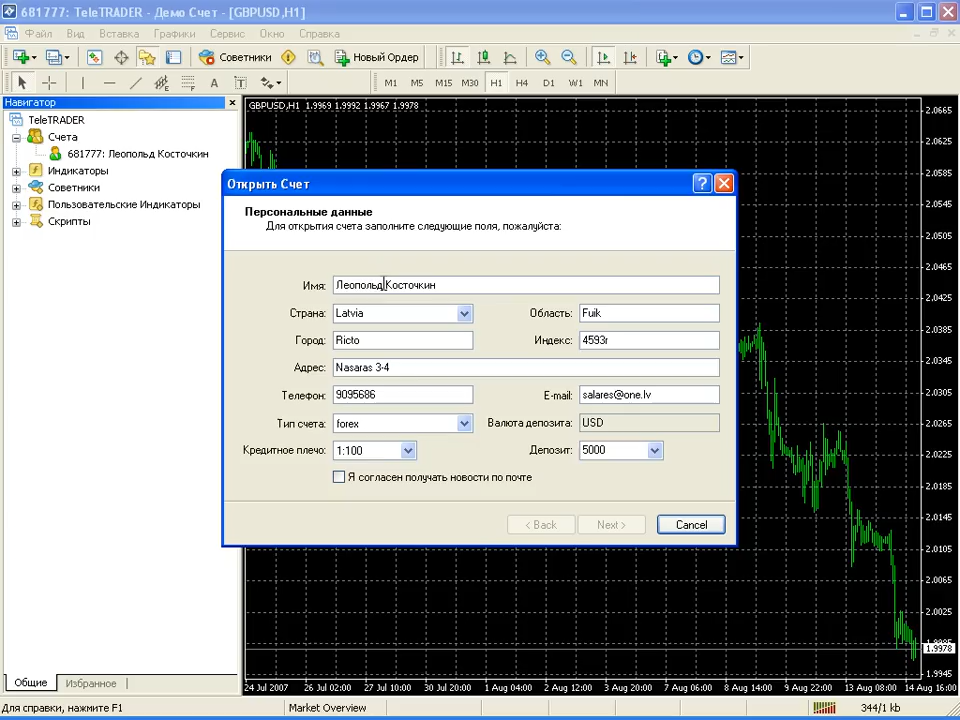 681777: TeleTRADER - Демо Счет - [GBPUSD,H1]
Файл Вид Вставка Графики Сервис Окно Справка
Советники Новый Ордер
A T M1 M5 M15 M30 H1 H4 D1 W1 MN
Навигатор
TeleTRADER
Счета
681777: Леопольд Косточкин
Индикаторы
Советники
Пользовательские Индикаторы
Скрипты
Общие Избранное
GBPUSD,H1 1.9969 1.9992 1.9967 1.9978
Открыть Счет
Персональные данные
Для открытия счета заполните следующие поля, пожалуйста:
Имя: Леопольд Косточкин
Страна: Latvia Область: Fuik
Город: Ricto Индекс: 4593r
Адрес: Nasaras 3-4
Телефон: 9095686 E-mail: salares@one.lv
Тип счета: forex Валюта депозита: USD
Кредитное плечо: 1:100 Депозит: 5000
Я согласен получать новости по почте
< Back Next > Cancel
2.0665
2.0625
2.0585
2.0545
2.0505
2.0465
2.0425
2.0385
2.0345
2.0305
2.0265
2.0225
2.0185
2.0145
2.0105
2.0065
2.0025
1.9978
1.9945
24 Jul 2007 26 Jul 02:00 27 Jul 10:00 30 Jul 20:00 1 Aug 04:00 2 Aug 12:00 3 Aug 20:00 7 Aug 06:00 8 Aug 14:00 9 Aug 22:00 13 Aug 08:00 14 Aug 16:00
Для справки, нажмите F1 Market Overview 344/1 kb